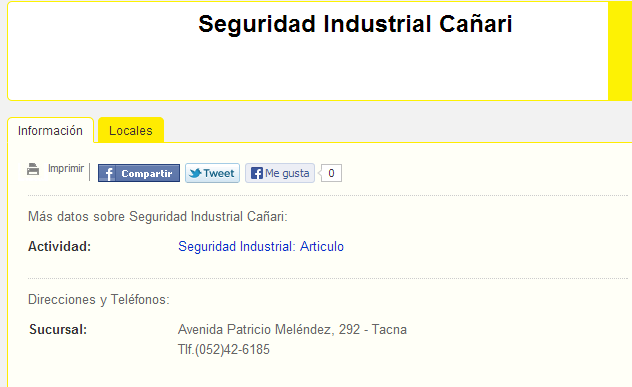 Seguridad Industrial Cañari
Información Locales
Imprimir Compartir Tweet Me gusta 0
Más datos sobre Seguridad Industrial Cañari:
Actividad: Seguridad Industrial: Articulo
Direcciones y Teléfonos:
Sucursal: Avenida Patricio Meléndez, 292 - Tacna
Tlf.(052)42-6185